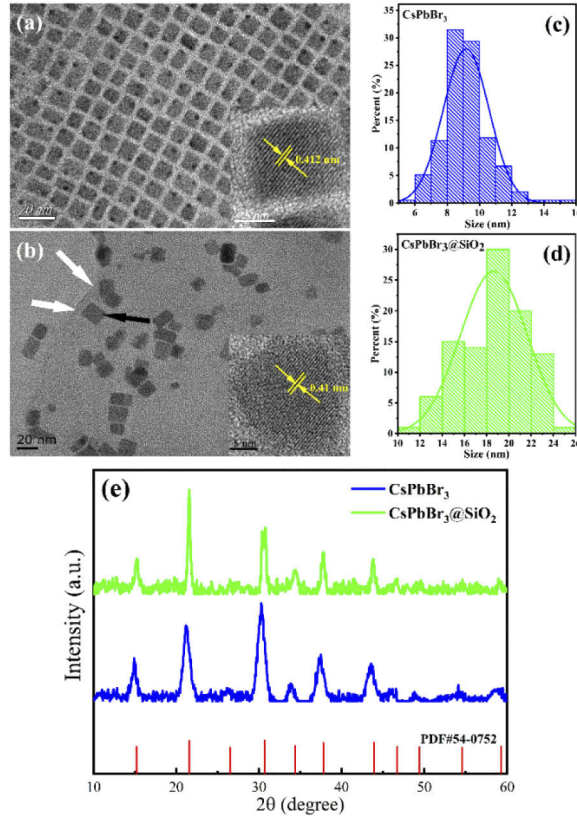 (a)
0.412 nm
20 nm
(b)
0.41 nm
20 nm
5 nm
(c)
CsPbBr3
Percent (%)
35
30
25
20
15
10
5
0
6 8 10 12 14 16
Size (nm)
(d)
CsPbBr3@SiO2
Percent (%)
30
25
20
15
10
5
0
10 12 14 16 18 20 22 24 26
Size (nm)
(e)
CsPbBr3
CsPbBr3@SiO2
Intensity (a.u.)
PDF#54-0752
10 20 30 40 50 60
2θ (degree)